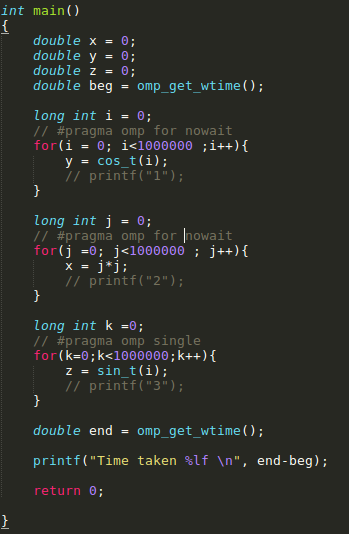 int main()
{
    double x = 0;
    double y = 0;
    double z = 0;
    double beg = omp_get_wtime();

    long int i = 0;
    // #pragma omp for nowait
    for(i = 0; i<1000000 ;i++){
        y = cos_t(i);
        // printf("1");
    }

    long int j = 0;
    // #pragma omp for nowait
    for(j =0; j<1000000 ; j++){
        x = j*j;
        // printf("2");
    }

    long int k =0;
    // #pragma omp single
    for(k=0;k<1000000;k++){
        z = sin_t(i);
        // printf("3");
    }

    double end = omp_get_wtime();

    printf("Time taken %lf \n", end-beg);

    return 0;

}